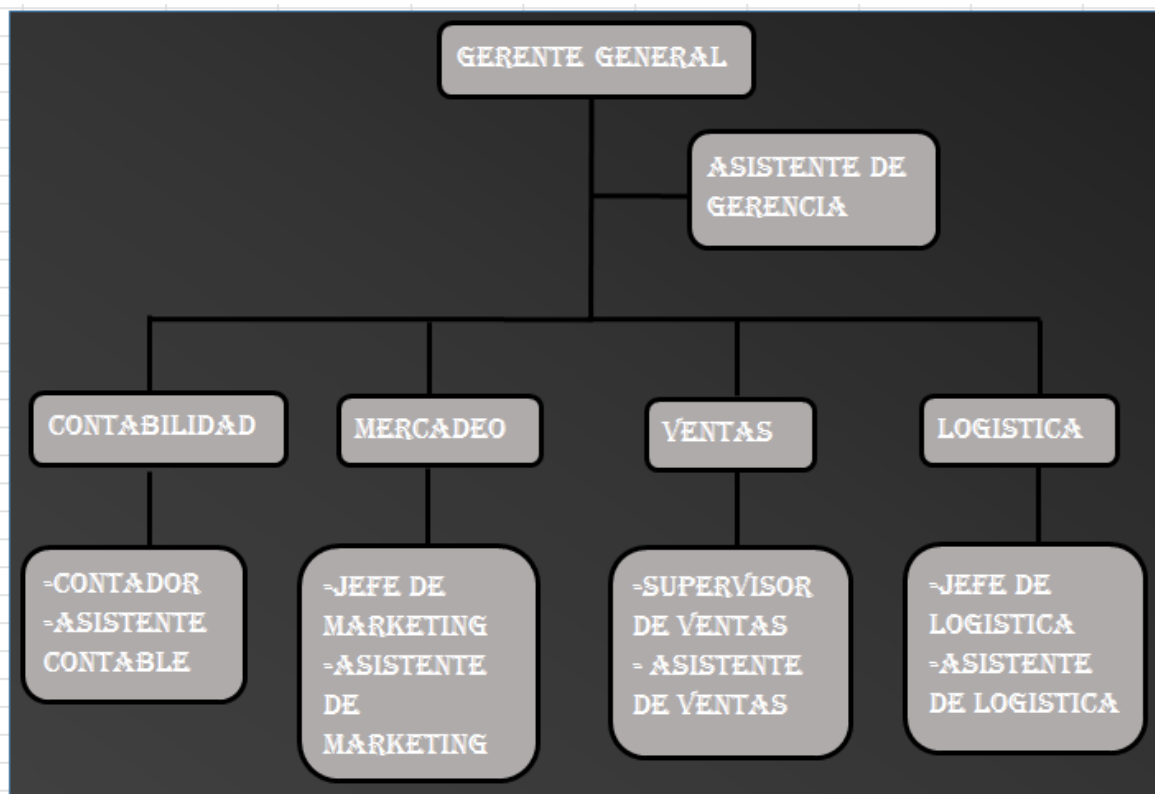 GERENTE GENERAL
ASISTENTE DE
GERENCIA
CONTABILIDAD
MERCADEO
VENTAS
LOGISTICA
-CONTADOR
-ASISTENTE
CONTABLE
-JEFE DE
MARKETING
-ASISTENTE
DE
MARKETING
-SUPERVISOR
DE VENTAS
- ASISTENTE
DE VENTAS
-JEFE DE
LOGISTICA
-ASISTENTE
DE LOGISTICA